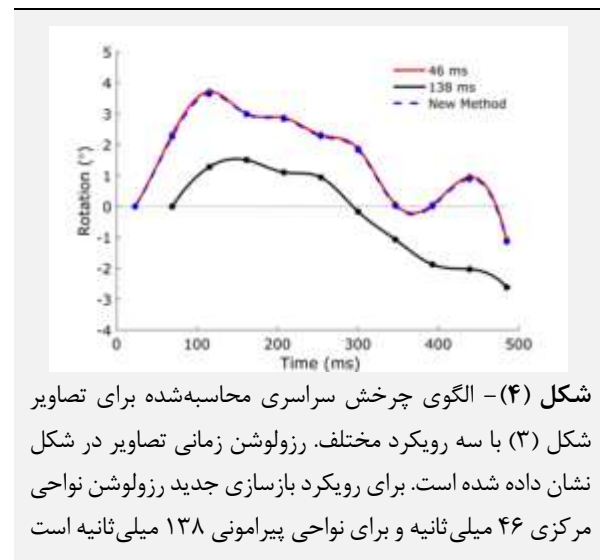 5
4
3
2
1
0
-1
-2
-3
-4
Rotation (°)
46 ms
138 ms
New Method
0 100 200 300 400 500
Time (ms)
شکل (۴)- الگوی چرخش سراسری محاسبه‌شده برای تصاویر
شکل (۳) با سه رویکرد مختلف. رزولوشن زمانی تصاویر در شکل
نشان داده شده است. برای رویکرد بازسازی جدید رزولوشن نواحی
مرکزی ۴۶ میلی‌ثانیه و برای نواحی پیرامونی ۱۳۸ میلی‌ثانیه است